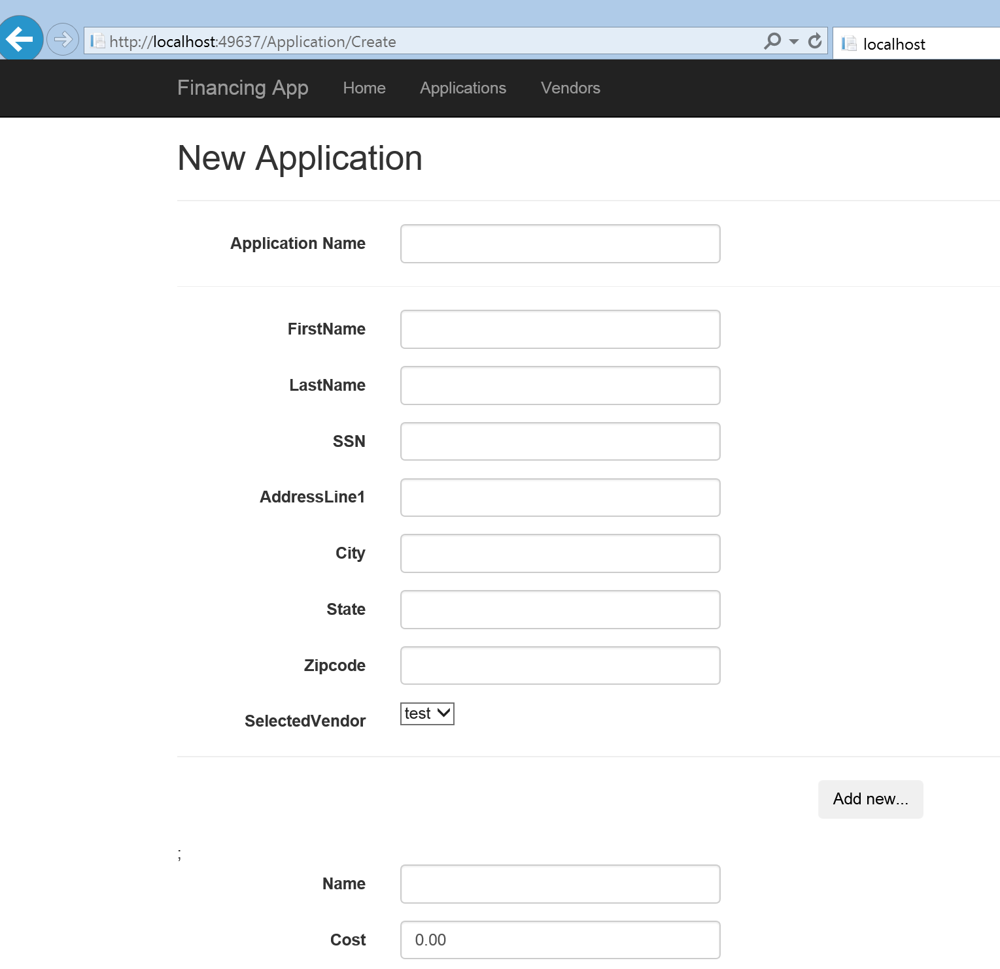 http://localhost:49637/Application/Create
localhost
Financing App Home Applications Vendors
New Application
Application Name
FirstName
LastName
SSN
AddressLine1
City
State
Zipcode
SelectedVendor test
Add new...
;
Name
Cost 0.00